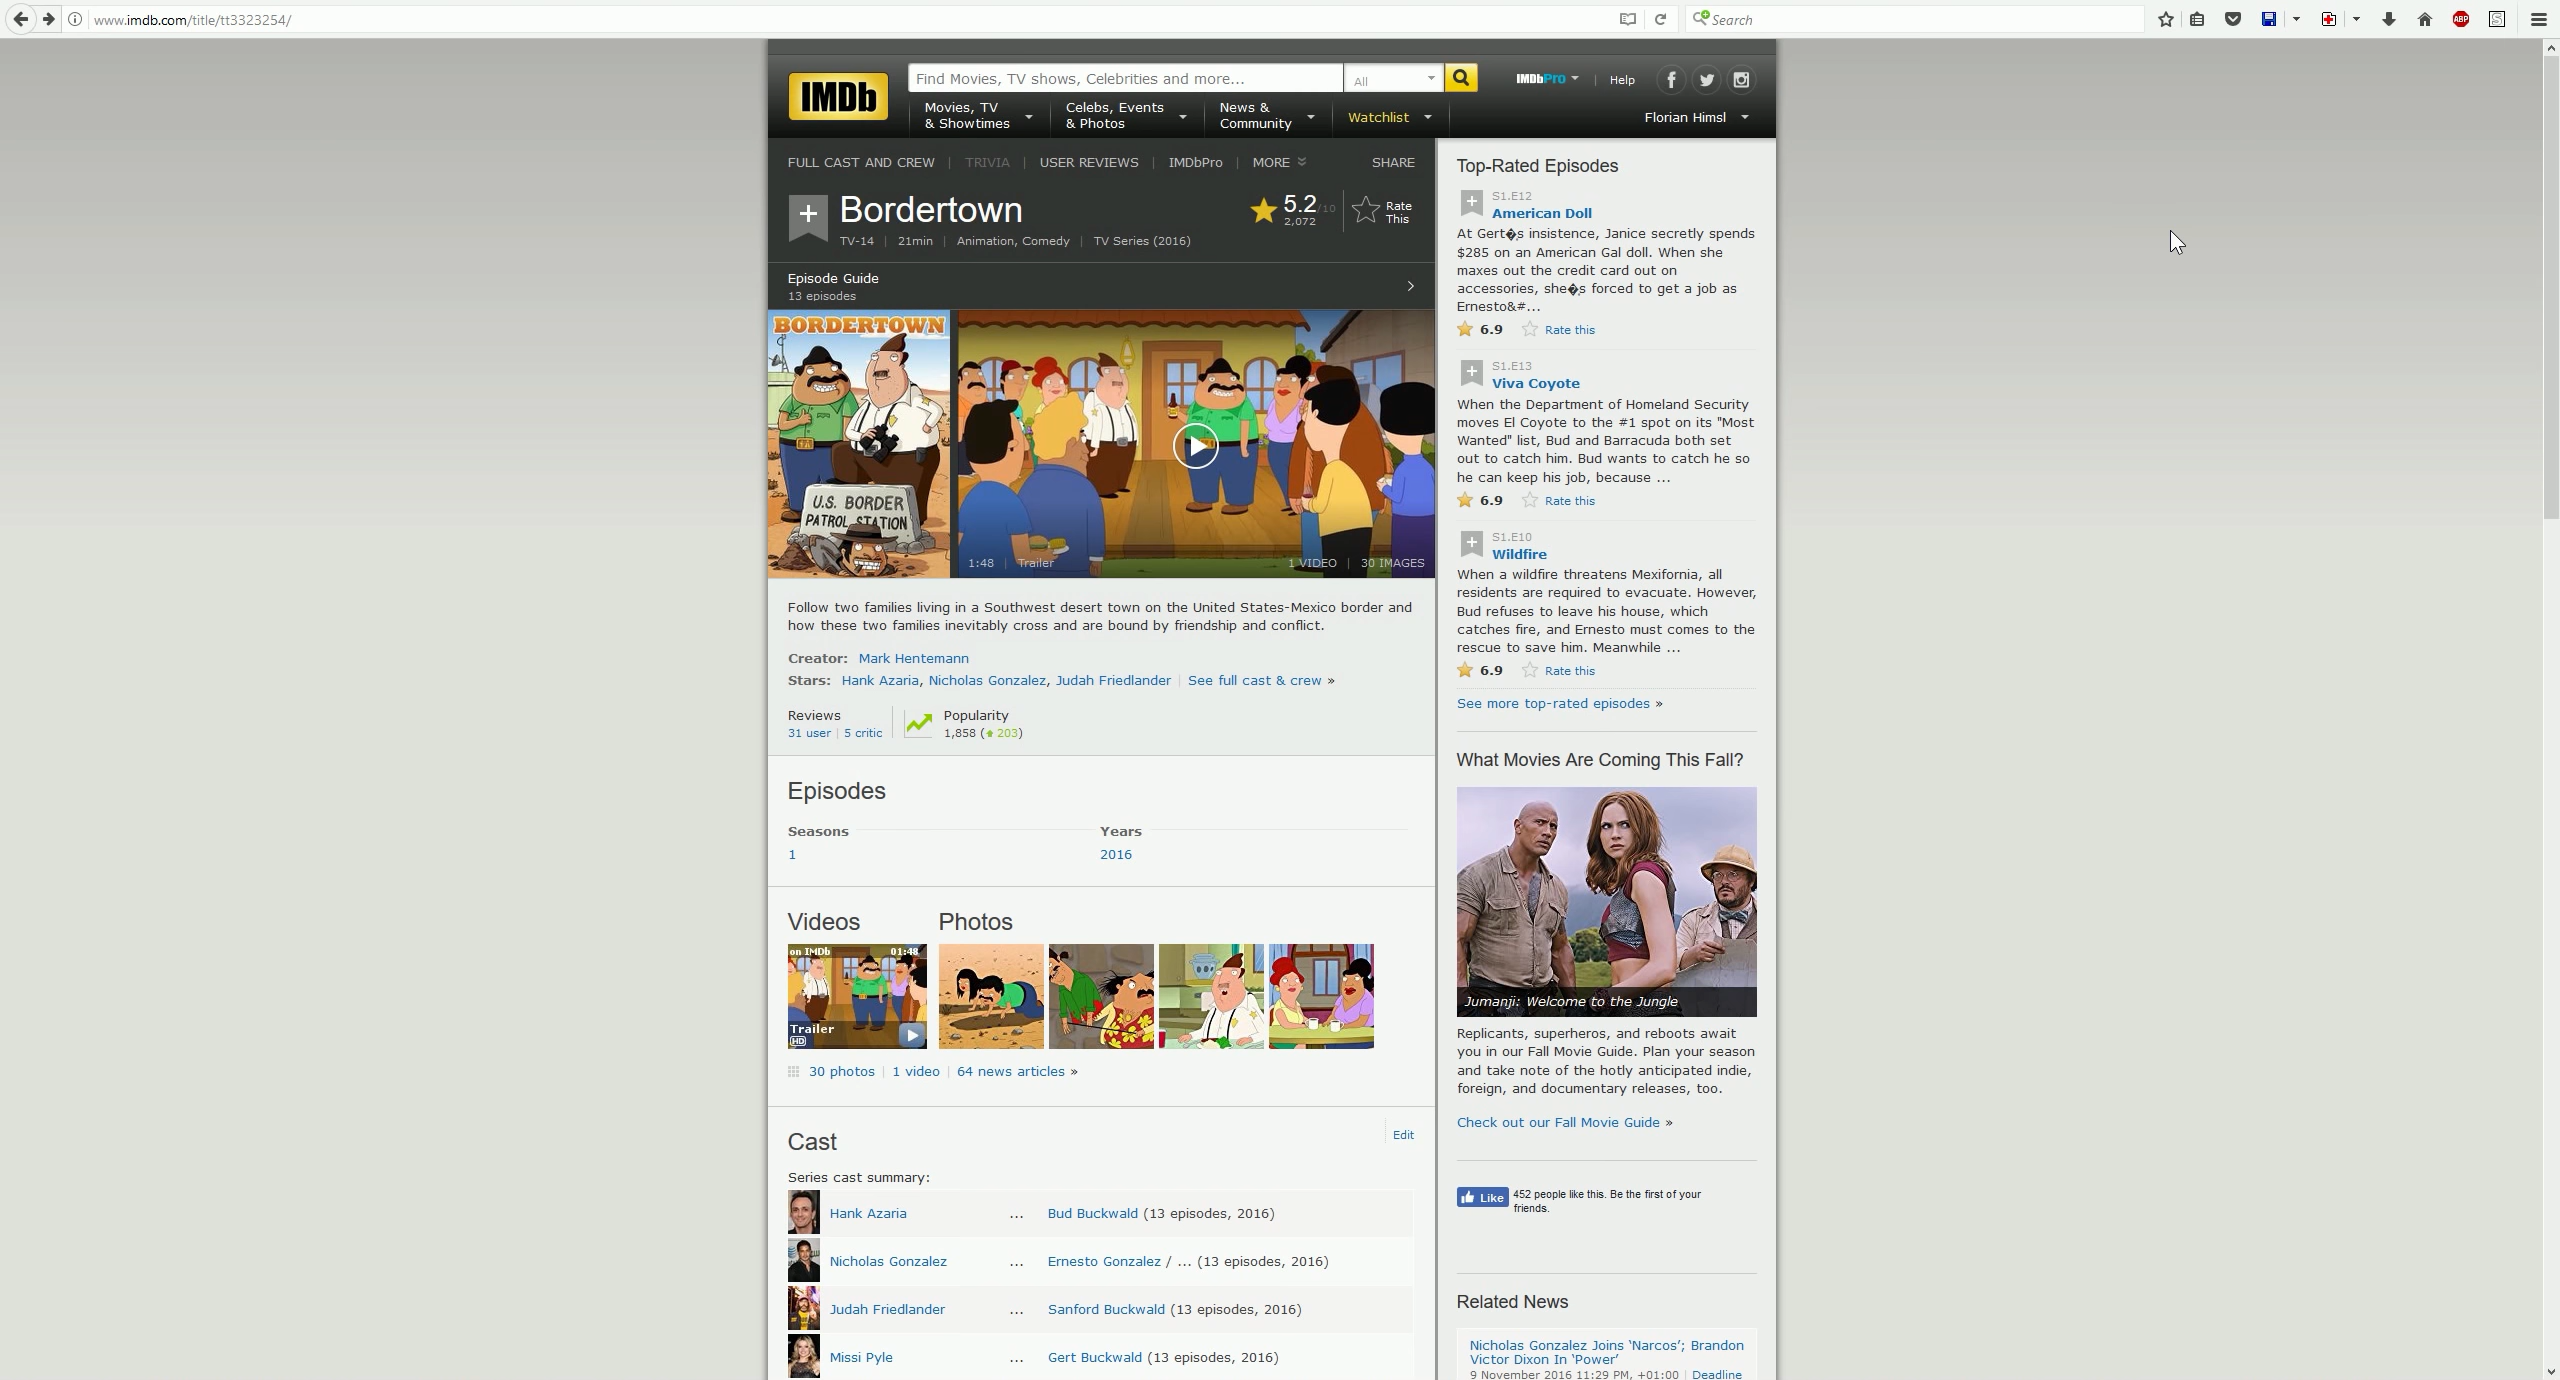 www.imdb.com/title/tt3323254/
Search
ABP
IMDb
Find Movies, TV shows, Celebrities and more...
All
IMDbPro
Help
Movies, TV
& Showtimes
Celebs, Events
& Photos
News &
Community
Watchlist
Florian Himsl
FULL CAST AND CREW | TRIVIA | USER REVIEWS | IMDbPro | MORE
SHARE
Bordertown
5.2/10
2,072
Rate
This
TV-14 | 21min | Animation, Comedy | TV Series (2016)
Episode Guide
13 episodes
BORDERTOWN
U.S. BORDER
PATROL STATION
1:48 | Trailer
1 VIDEO | 30 IMAGES
Follow two families living in a Southwest desert town on the United States-Mexico border and
how these two families inevitably cross and are bound by friendship and conflict.
Creator: Mark Hentemann
Stars: Hank Azaria, Nicholas Gonzalez, Judah Friedlander | See full cast & crew »
Reviews
31 user | 5 critic
Popularity
1,858 (203)
Episodes
Seasons
1
Years
2016
Videos
Photos
on IMDb 01:48
Trailer
HD
30 photos | 1 video | 64 news articles »
Cast
Edit
Series cast summary:
Hank Azaria ... Bud Buckwald (13 episodes, 2016)
Nicholas Gonzalez ... Ernesto Gonzalez / ... (13 episodes, 2016)
Judah Friedlander ... Sanford Buckwald (13 episodes, 2016)
Missi Pyle ... Gert Buckwald (13 episodes, 2016)
Top-Rated Episodes
S1.E12
American Doll
At Gert�s insistence, Janice secretly spends
$285 on an American Gal doll. When she
maxes out the credit card out on
accessories, she�s forced to get a job as
Ernesto&#...
6.9 Rate this
S1.E13
Viva Coyote
When the Department of Homeland Security
moves El Coyote to the #1 spot on its "Most
Wanted" list, Bud and Barracuda both set
out to catch him. Bud wants to catch he so
he can keep his job, because ...
6.9 Rate this
S1.E10
Wildfire
When a wildfire threatens Mexifornia, all
residents are required to evacuate. However,
Bud refuses to leave his house, which
catches fire, and Ernesto must comes to the
rescue to save him. Meanwhile ...
6.9 Rate this
See more top-rated episodes »
What Movies Are Coming This Fall?
Jumanji: Welcome to the Jungle
Replicants, superheros, and reboots await
you in our Fall Movie Guide. Plan your season
and take note of the hotly anticipated indie,
foreign, and documentary releases, too.
Check out our Fall Movie Guide »
Like
452 people like this. Be the first of your
friends.
Related News
Nicholas Gonzalez Joins ‘Narcos’; Brandon
Victor Dixon In ‘Power’
9 November 2016 11:29 PM, +01:00 | Deadline